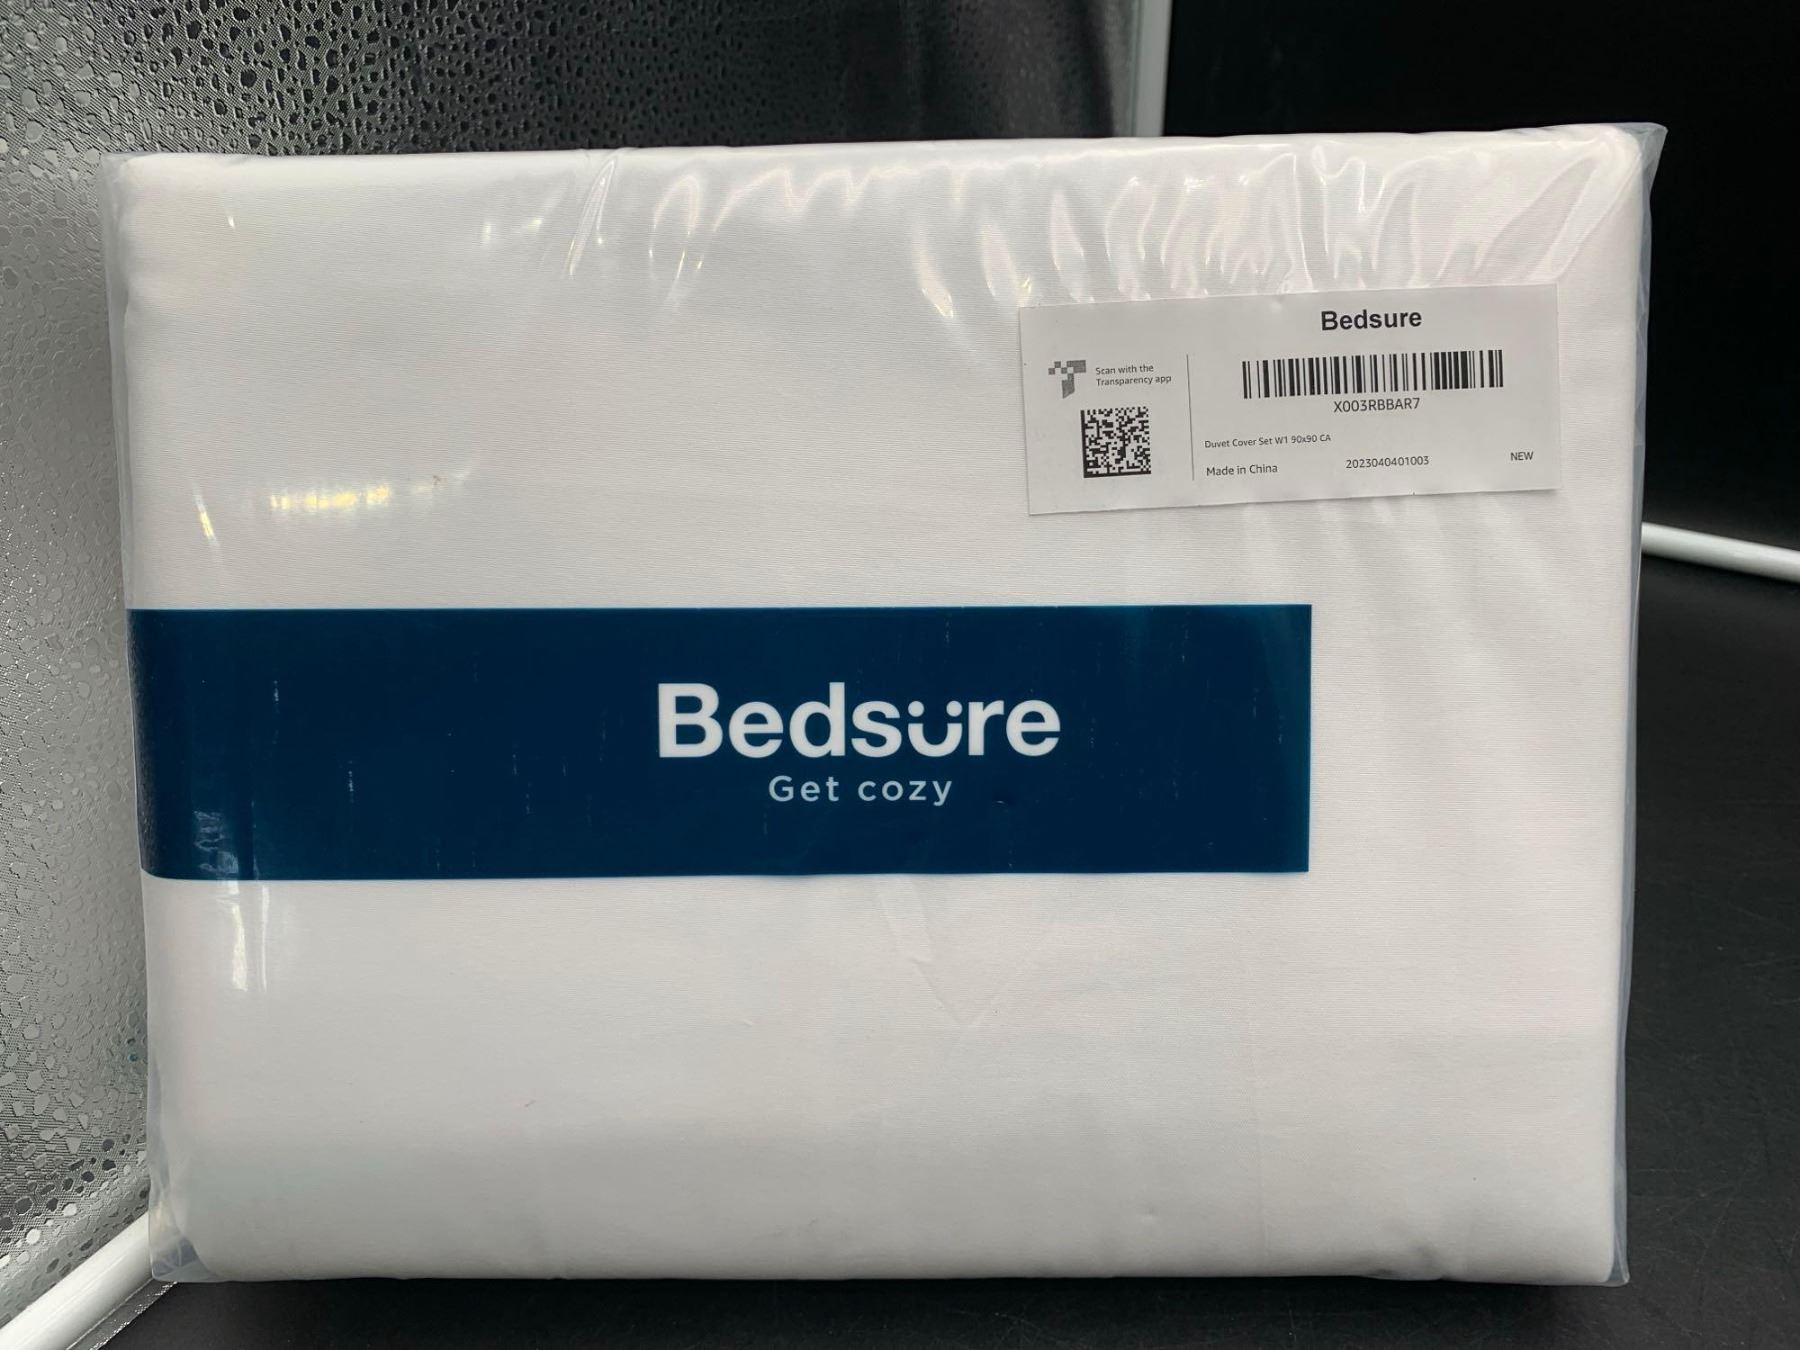 Bedsure
Scan with the
Transparency app
X003RBBAR7
Duvet Cover Set W1 90x90 CA
Made in China
2023040401003
NEW
Bedsure
Get cozy